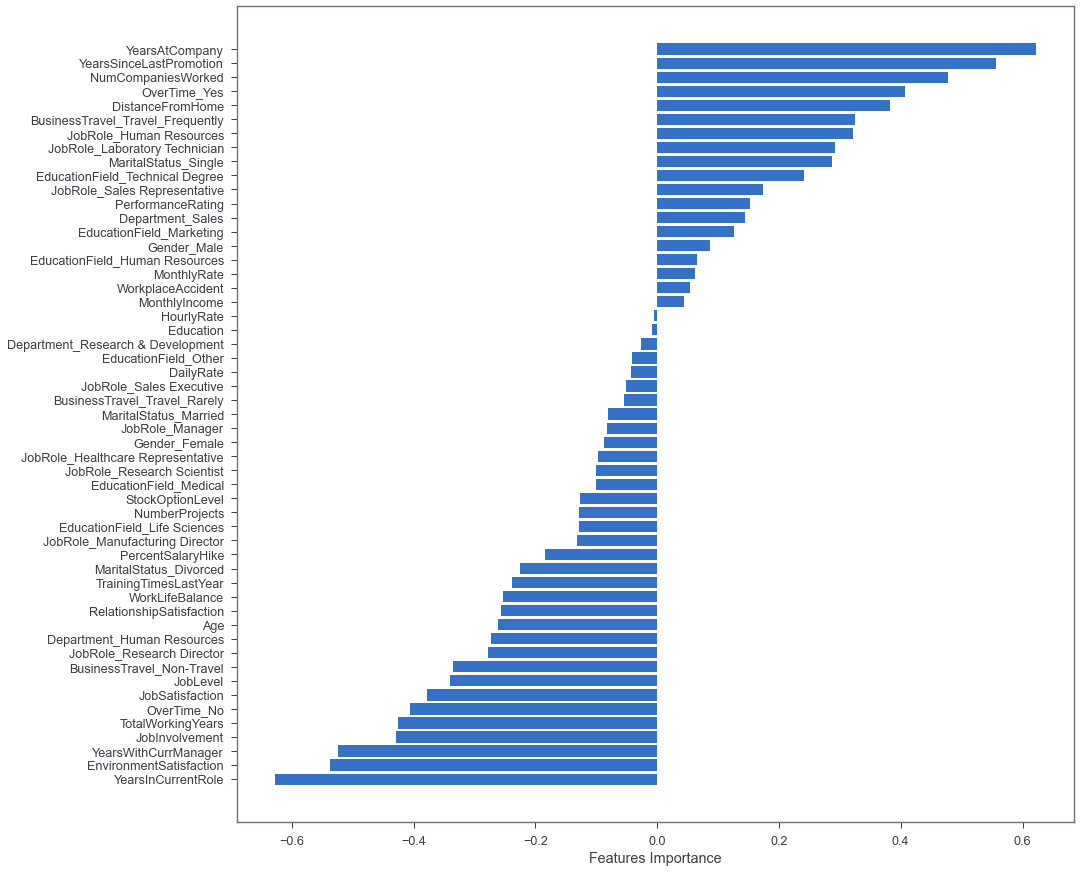 YearsAtCompany
YearsSinceLastPromotion
NumCompaniesWorked
OverTime_Yes
DistanceFromHome
BusinessTravel_Travel_Frequently
JobRole_Human Resources
JobRole_Laboratory Technician
MaritalStatus_Single
EducationField_Technical Degree
JobRole_Sales Representative
PerformanceRating
Department_Sales
EducationField_Marketing
Gender_Male
EducationField_Human Resources
MonthlyRate
WorkplaceAccident
MonthlyIncome
HourlyRate
Education
Department_Research & Development
EducationField_Other
DailyRate
JobRole_Sales Executive
BusinessTravel_Travel_Rarely
MaritalStatus_Married
JobRole_Manager
Gender_Female
JobRole_Healthcare Representative
JobRole_Research Scientist
EducationField_Medical
StockOptionLevel
NumberProjects
EducationField_Life Sciences
JobRole_Manufacturing Director
PercentSalaryHike
MaritalStatus_Divorced
TrainingTimesLastYear
WorkLifeBalance
RelationshipSatisfaction
Age
Department_Human Resources
JobRole_Research Director
BusinessTravel_Non-Travel
JobLevel
JobSatisfaction
OverTime_No
TotalWorkingYears
JobInvolvement
YearsWithCurrManager
EnvironmentSatisfaction
YearsInCurrentRole
−0.6 −0.4 −0.2 0.0 0.2 0.4 0.6
Features Importance